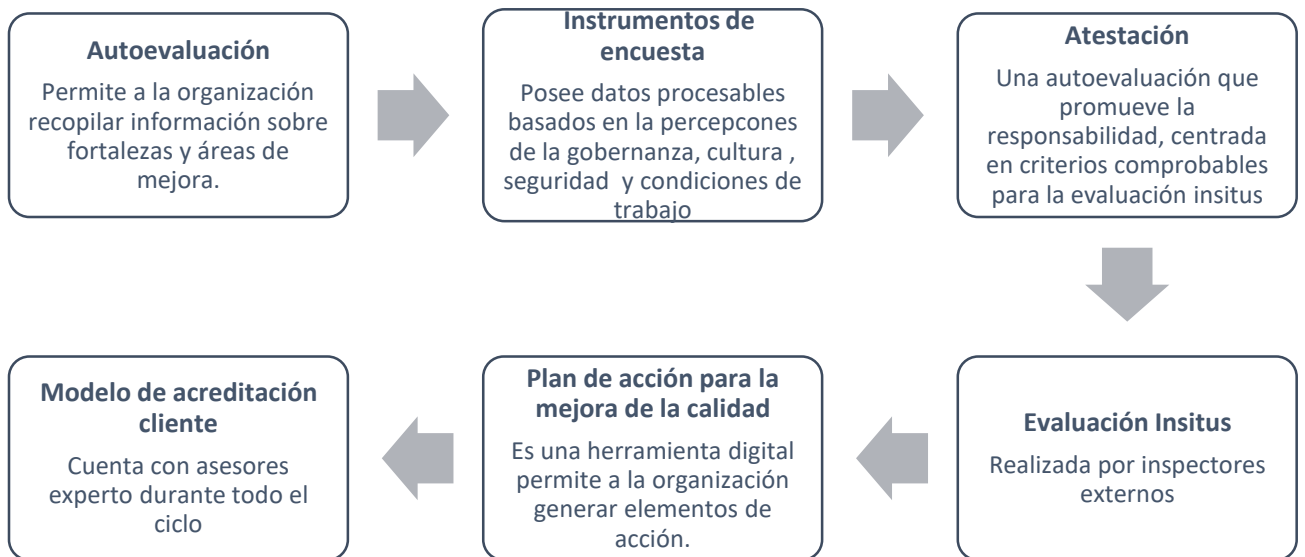 Autoevaluación
Permite a la organización
recopilar información sobre
fortalezas y áreas de
mejora.
Instrumentos de
encuesta
Posee datos procesables
basados en la percepcones
de la gobernanza, cultura ,
seguridad y condiciones de
trabajo
Atestación
Una autoevaluación que
promueve la
responsabilidad, centrada
en criterios comprobables
para la evaluación insitus
Evaluación Insitus
Realizada por inspectores
externos
Plan de acción para la
mejora de la calidad
Es una herramienta digital
permite a la organización
generar elementos de
acción.
Modelo de acreditación
cliente
Cuenta con asesores
experto durante todo el
ciclo